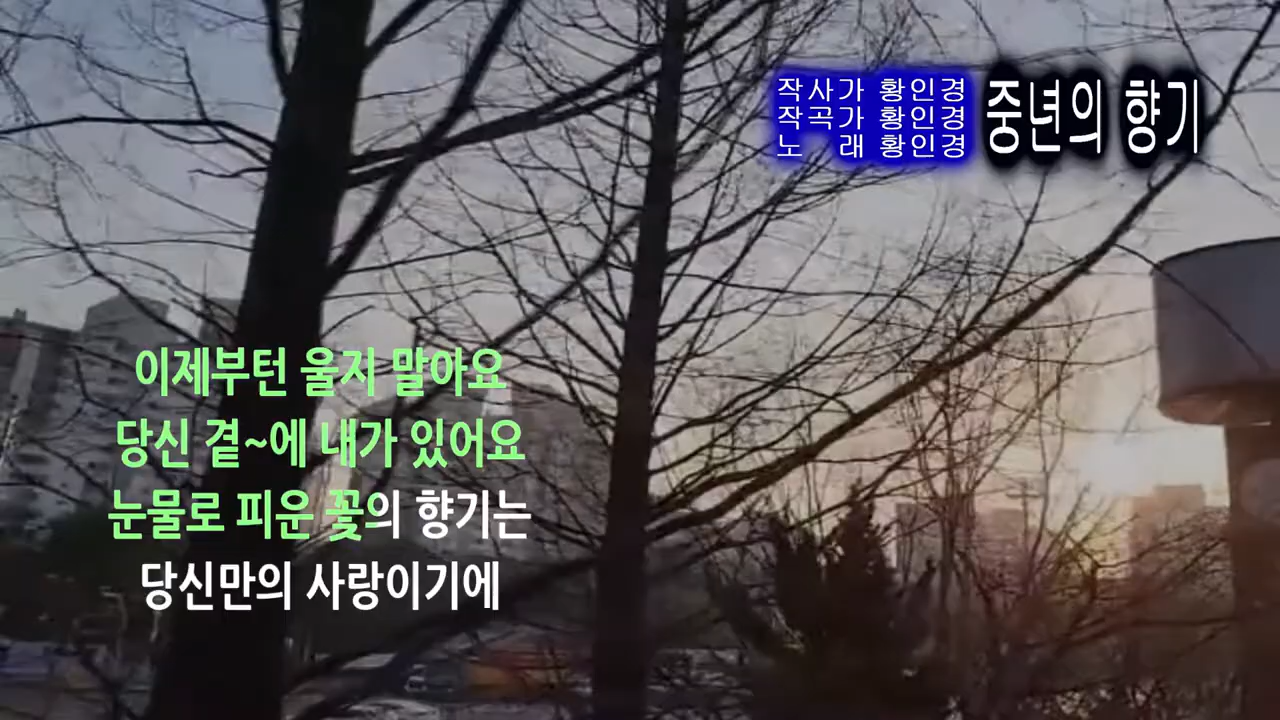 작사가 황인경
작곡가 황인경
노 래 황인경
중년의 향기
이제부턴 울지 말아요
당신 곁~에 내가 있어요
눈물로 피운 꽃의 향기는
당신만의 사랑이기에